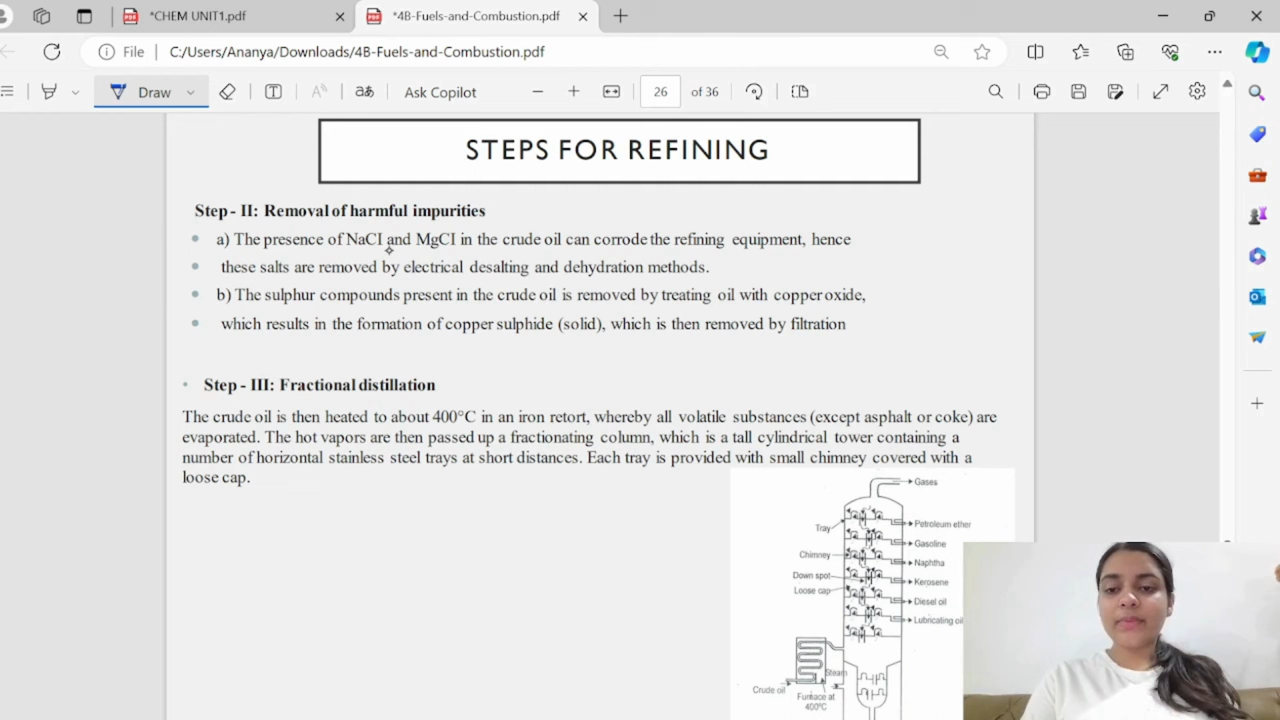 *CHEM UNIT1.pdf
*4B-Fuels-and-Combustion.pdf
File
C:/Users/Ananya/Downloads/4B-Fuels-and-Combustion.pdf
Draw
Ask Copilot
26
of 36
STEPS FOR REFINING
Step - II: Removal of harmful impurities
a) The presence of NaCI and MgCI in the crude oil can corrode the refining equipment, hence
these salts are removed by electrical desalting and dehydration methods.
b) The sulphur compounds present in the crude oil is removed by treating oil with copper oxide,
which results in the formation of copper sulphide (solid), which is then removed by filtration
Step - III: Fractional distillation
The crude oil is then heated to about 400°C in an iron retort, whereby all volatile substances (except asphalt or coke) are
evaporated. The hot vapors are then passed up a fractionating column, which is a tall cylindrical tower containing a
number of horizontal stainless steel trays at short distances. Each tray is provided with small chimney covered with a
loose cap.
Gases
Tray
Petroleum ether
Gasoline
Chimney
Naphtha
Down spot
Kerosene
Loose cap
Diesel oil
Lubricating oil
Steam
Crude oil
Furnace at
400°C